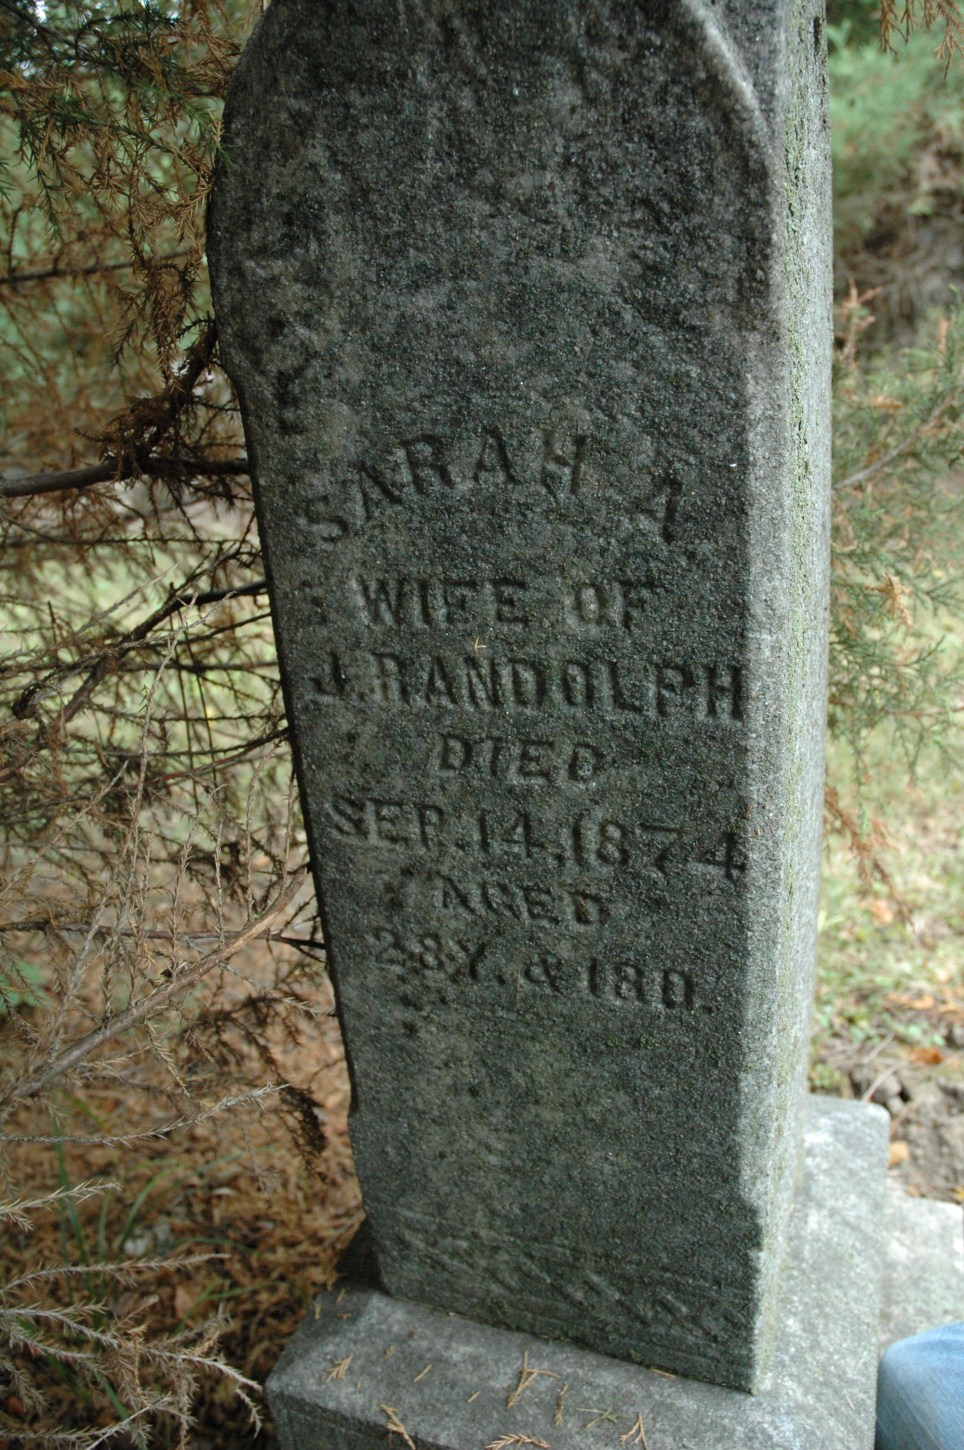 SARAH A
WIFE OF
J. RANDOLPH
DIED
SEP. 14, 1874
AGED
28Y. & 18D.